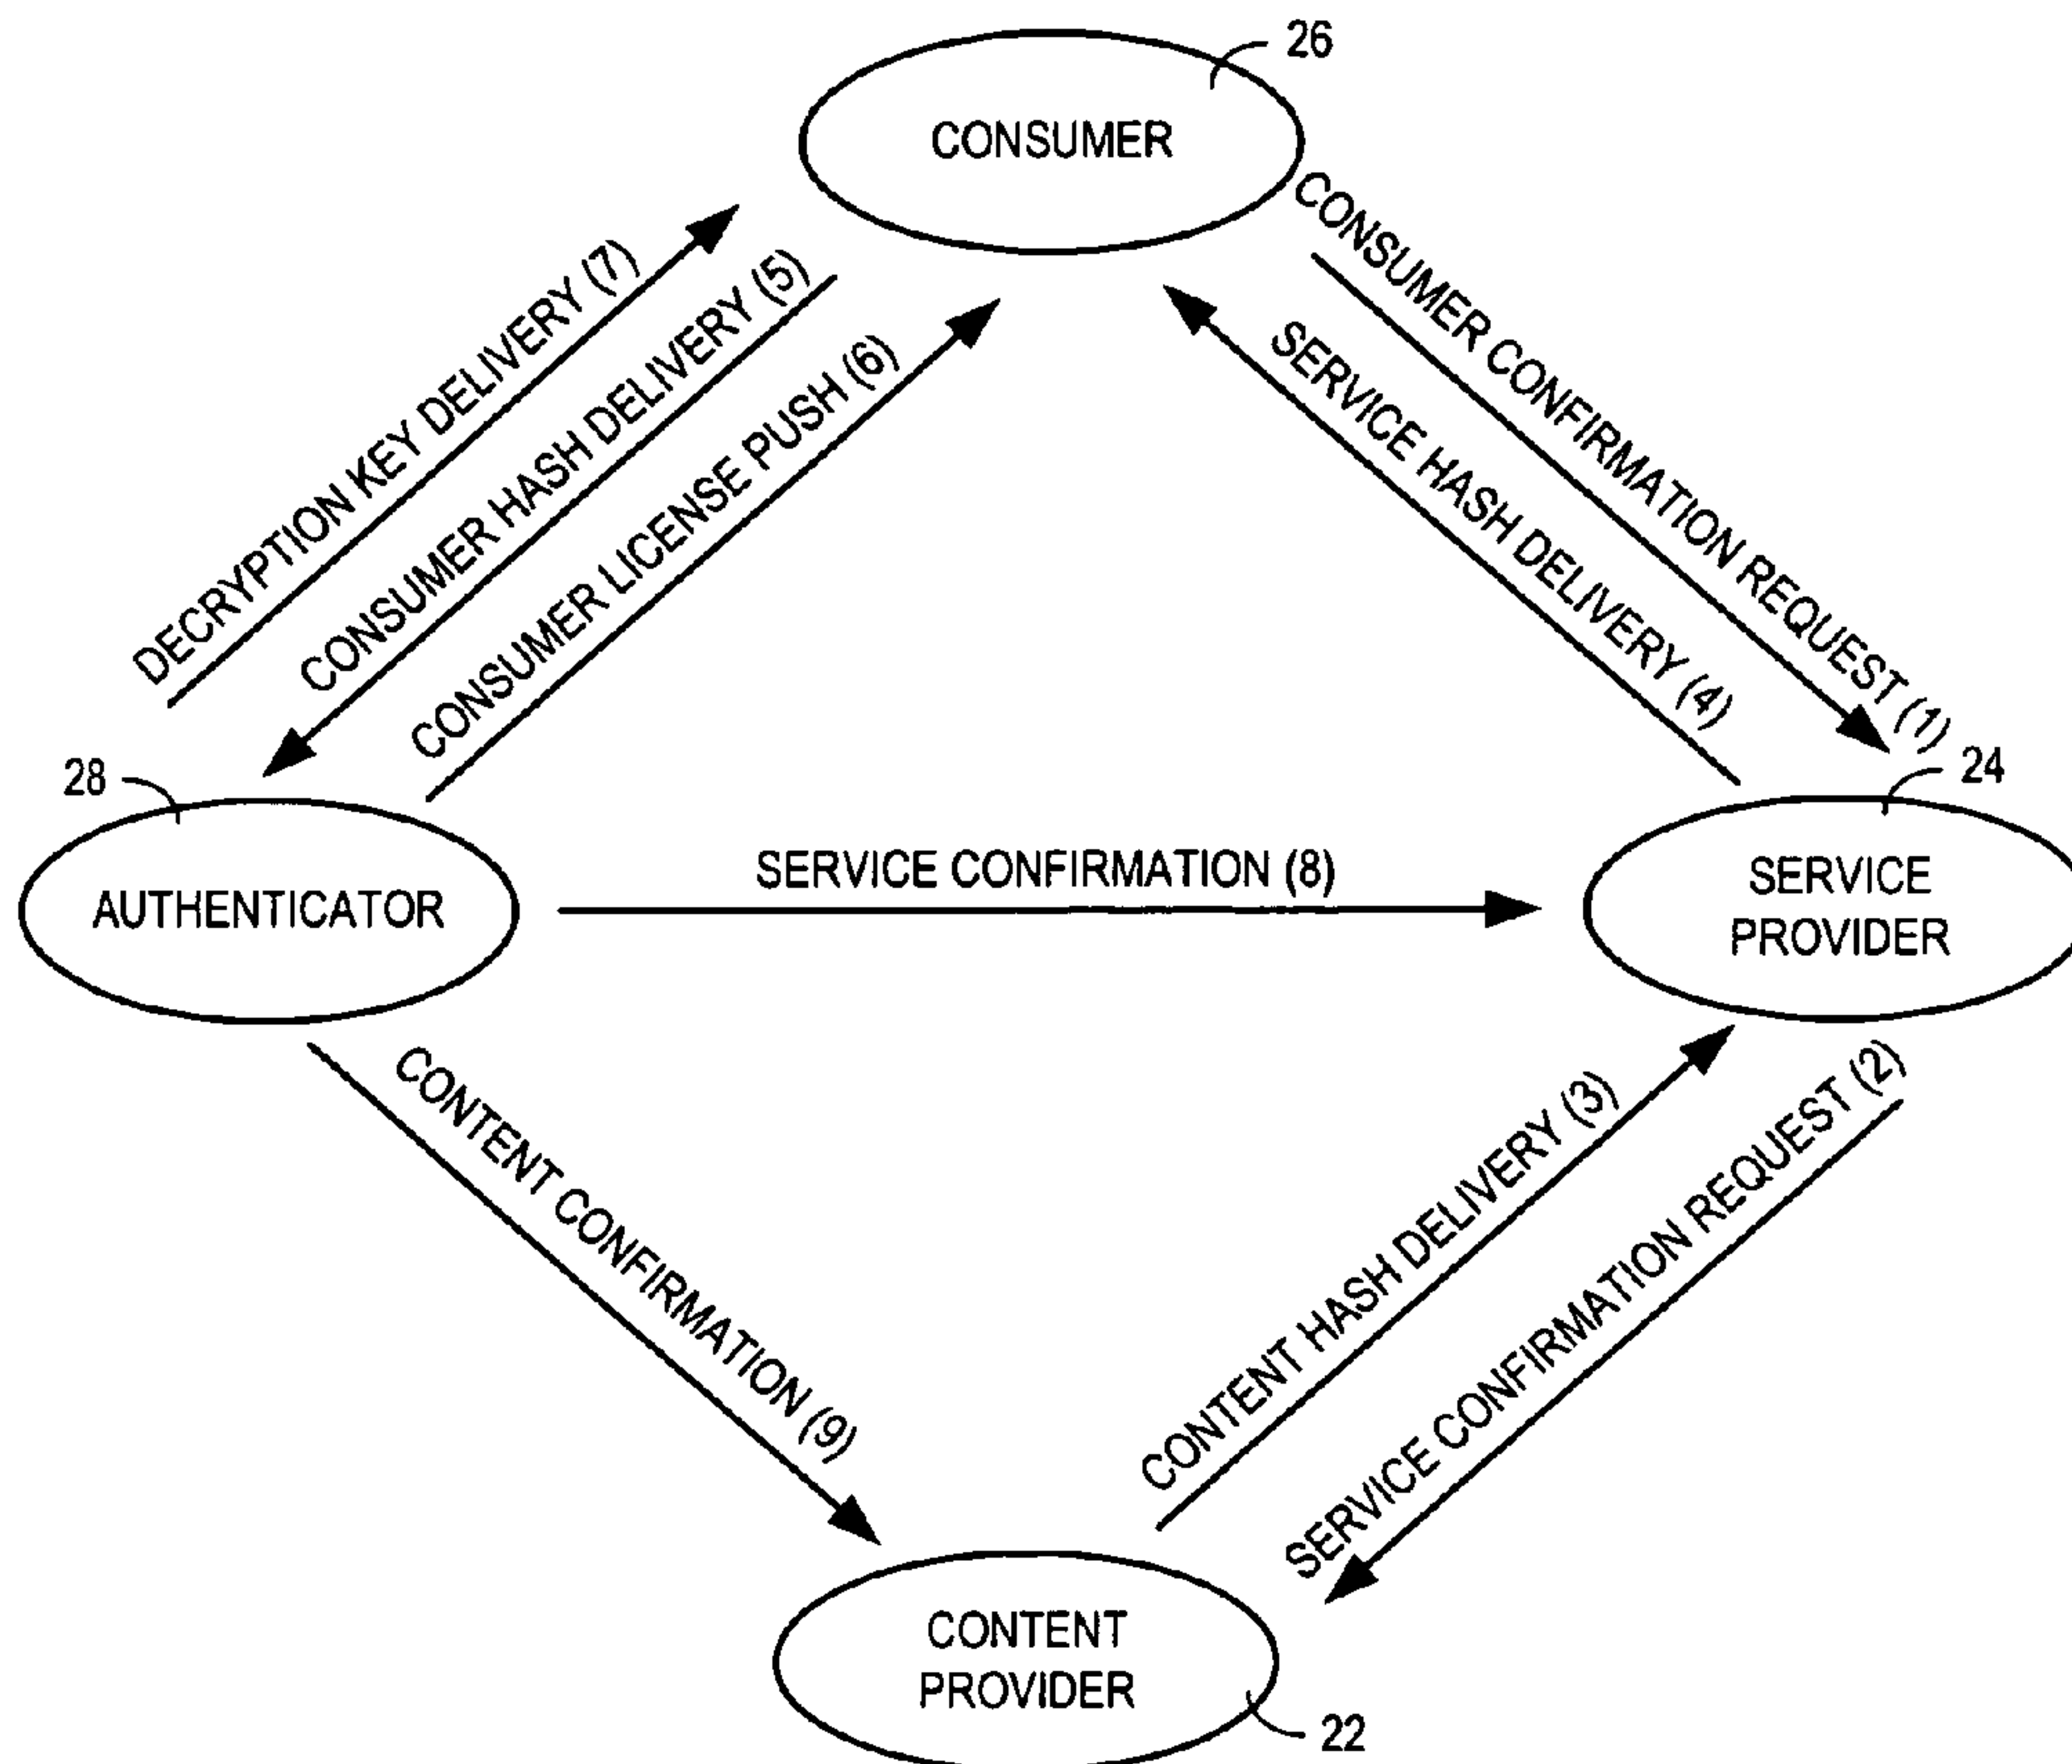 26
CONSUMER
CONSUMER CONFIRMATION REQUEST (1)
SERVICE HASH DELIVERY (4)
DECRYPTION KEY DELIVERY (7)
CONSUMER HASH DELIVERY (5)
CONSUMER LICENSE PUSH (6)
28
24
AUTHENTICATOR
SERVICE CONFIRMATION (8)
SERVICE
PROVIDER
CONTENT CONFIRMATION (9)
CONTENT HASH DELIVERY (3)
SERVICE CONFIRMATION REQUEST (2)
CONTENT
PROVIDER
22